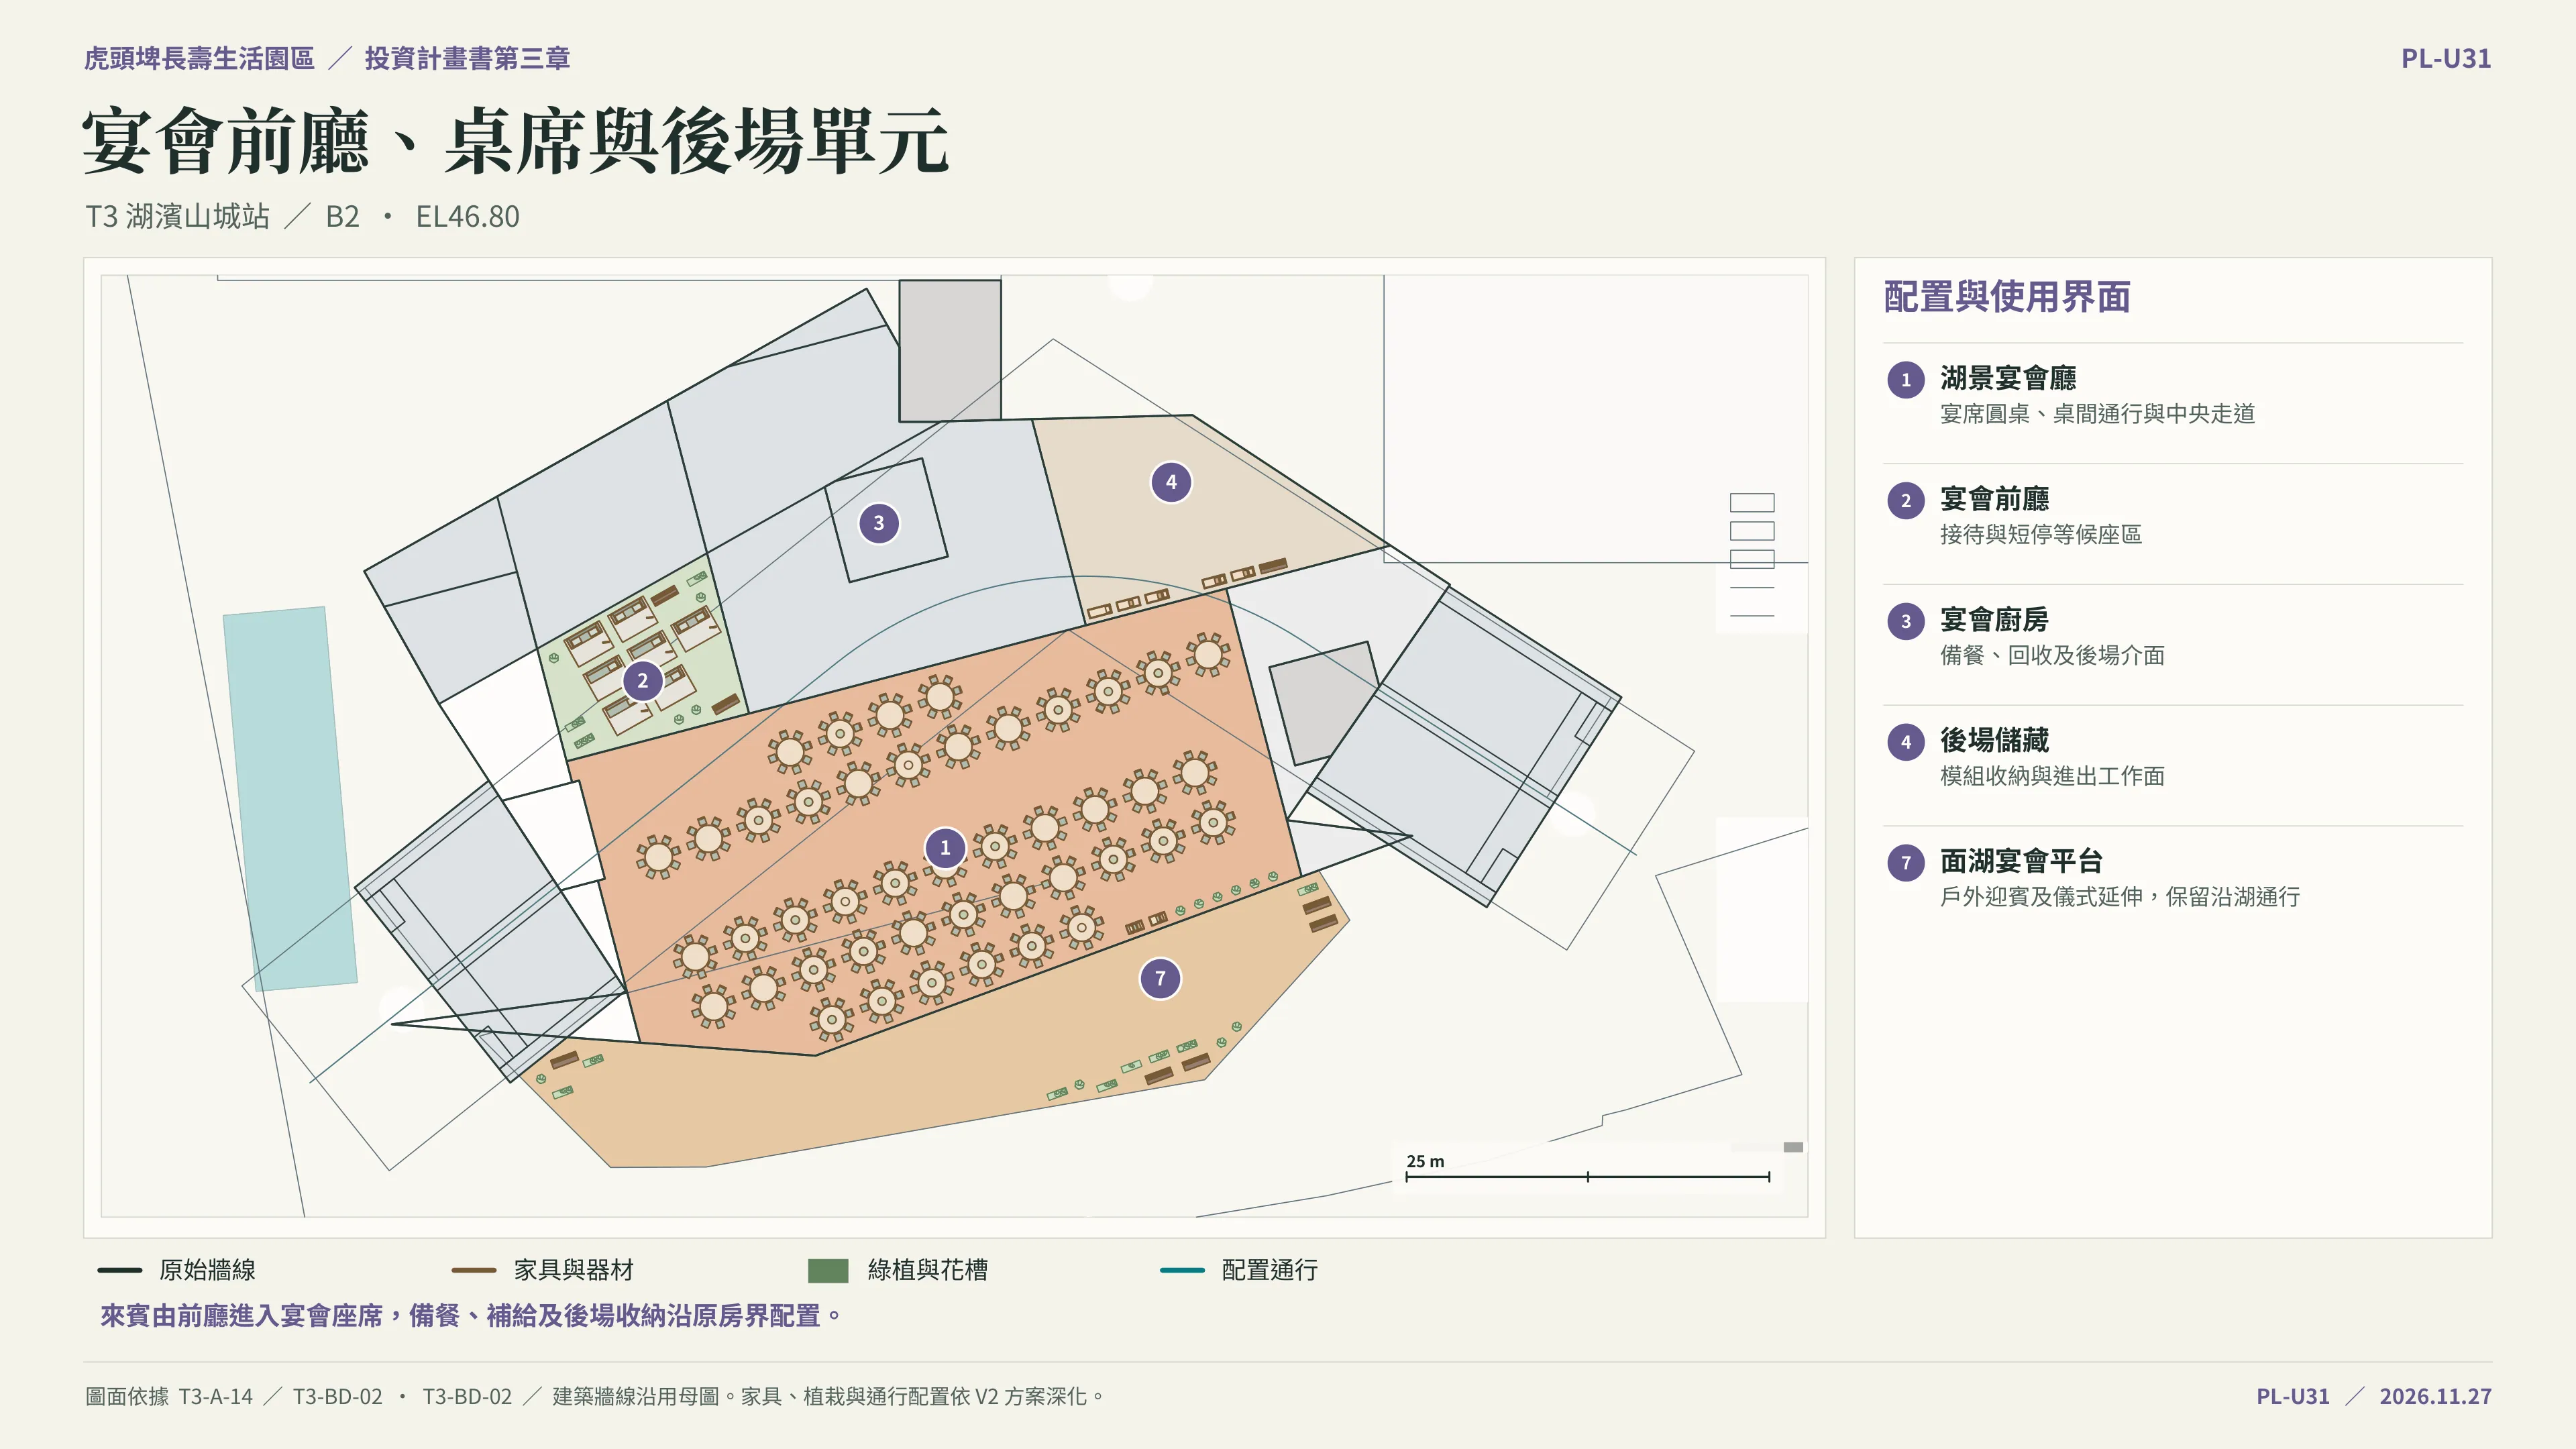 虎頭埤長壽生活園區 ／ 投資計畫書第三章
PL-U31
宴會前廳、桌席與後場單元
T3 湖濱山城站 ／ B2 ・ EL46.80
4
3
2
1
7
25 m
配置與使用界面
1 湖景宴會廳
宴席圓桌、桌間通行與中央走道
2 宴會前廳
接待與短停等候座區
3 宴會廚房
備餐、回收及後場介面
4 後場儲藏
模組收納與進出工作面
7 面湖宴會平台
戶外迎賓及儀式延伸，保留沿湖通行
原始牆線 家具與器材 綠植與花槽 配置通行
來賓由前廳進入宴會座席，備餐、補給及後場收納沿原房界配置。
圖面依據 T3-A-14 ／ T3-BD-02 ・ T3-BD-02 ／ 建築牆線沿用母圖。家具、植栽與通行配置依 V2 方案深化。
PL-U31 ／ 2026.11.27